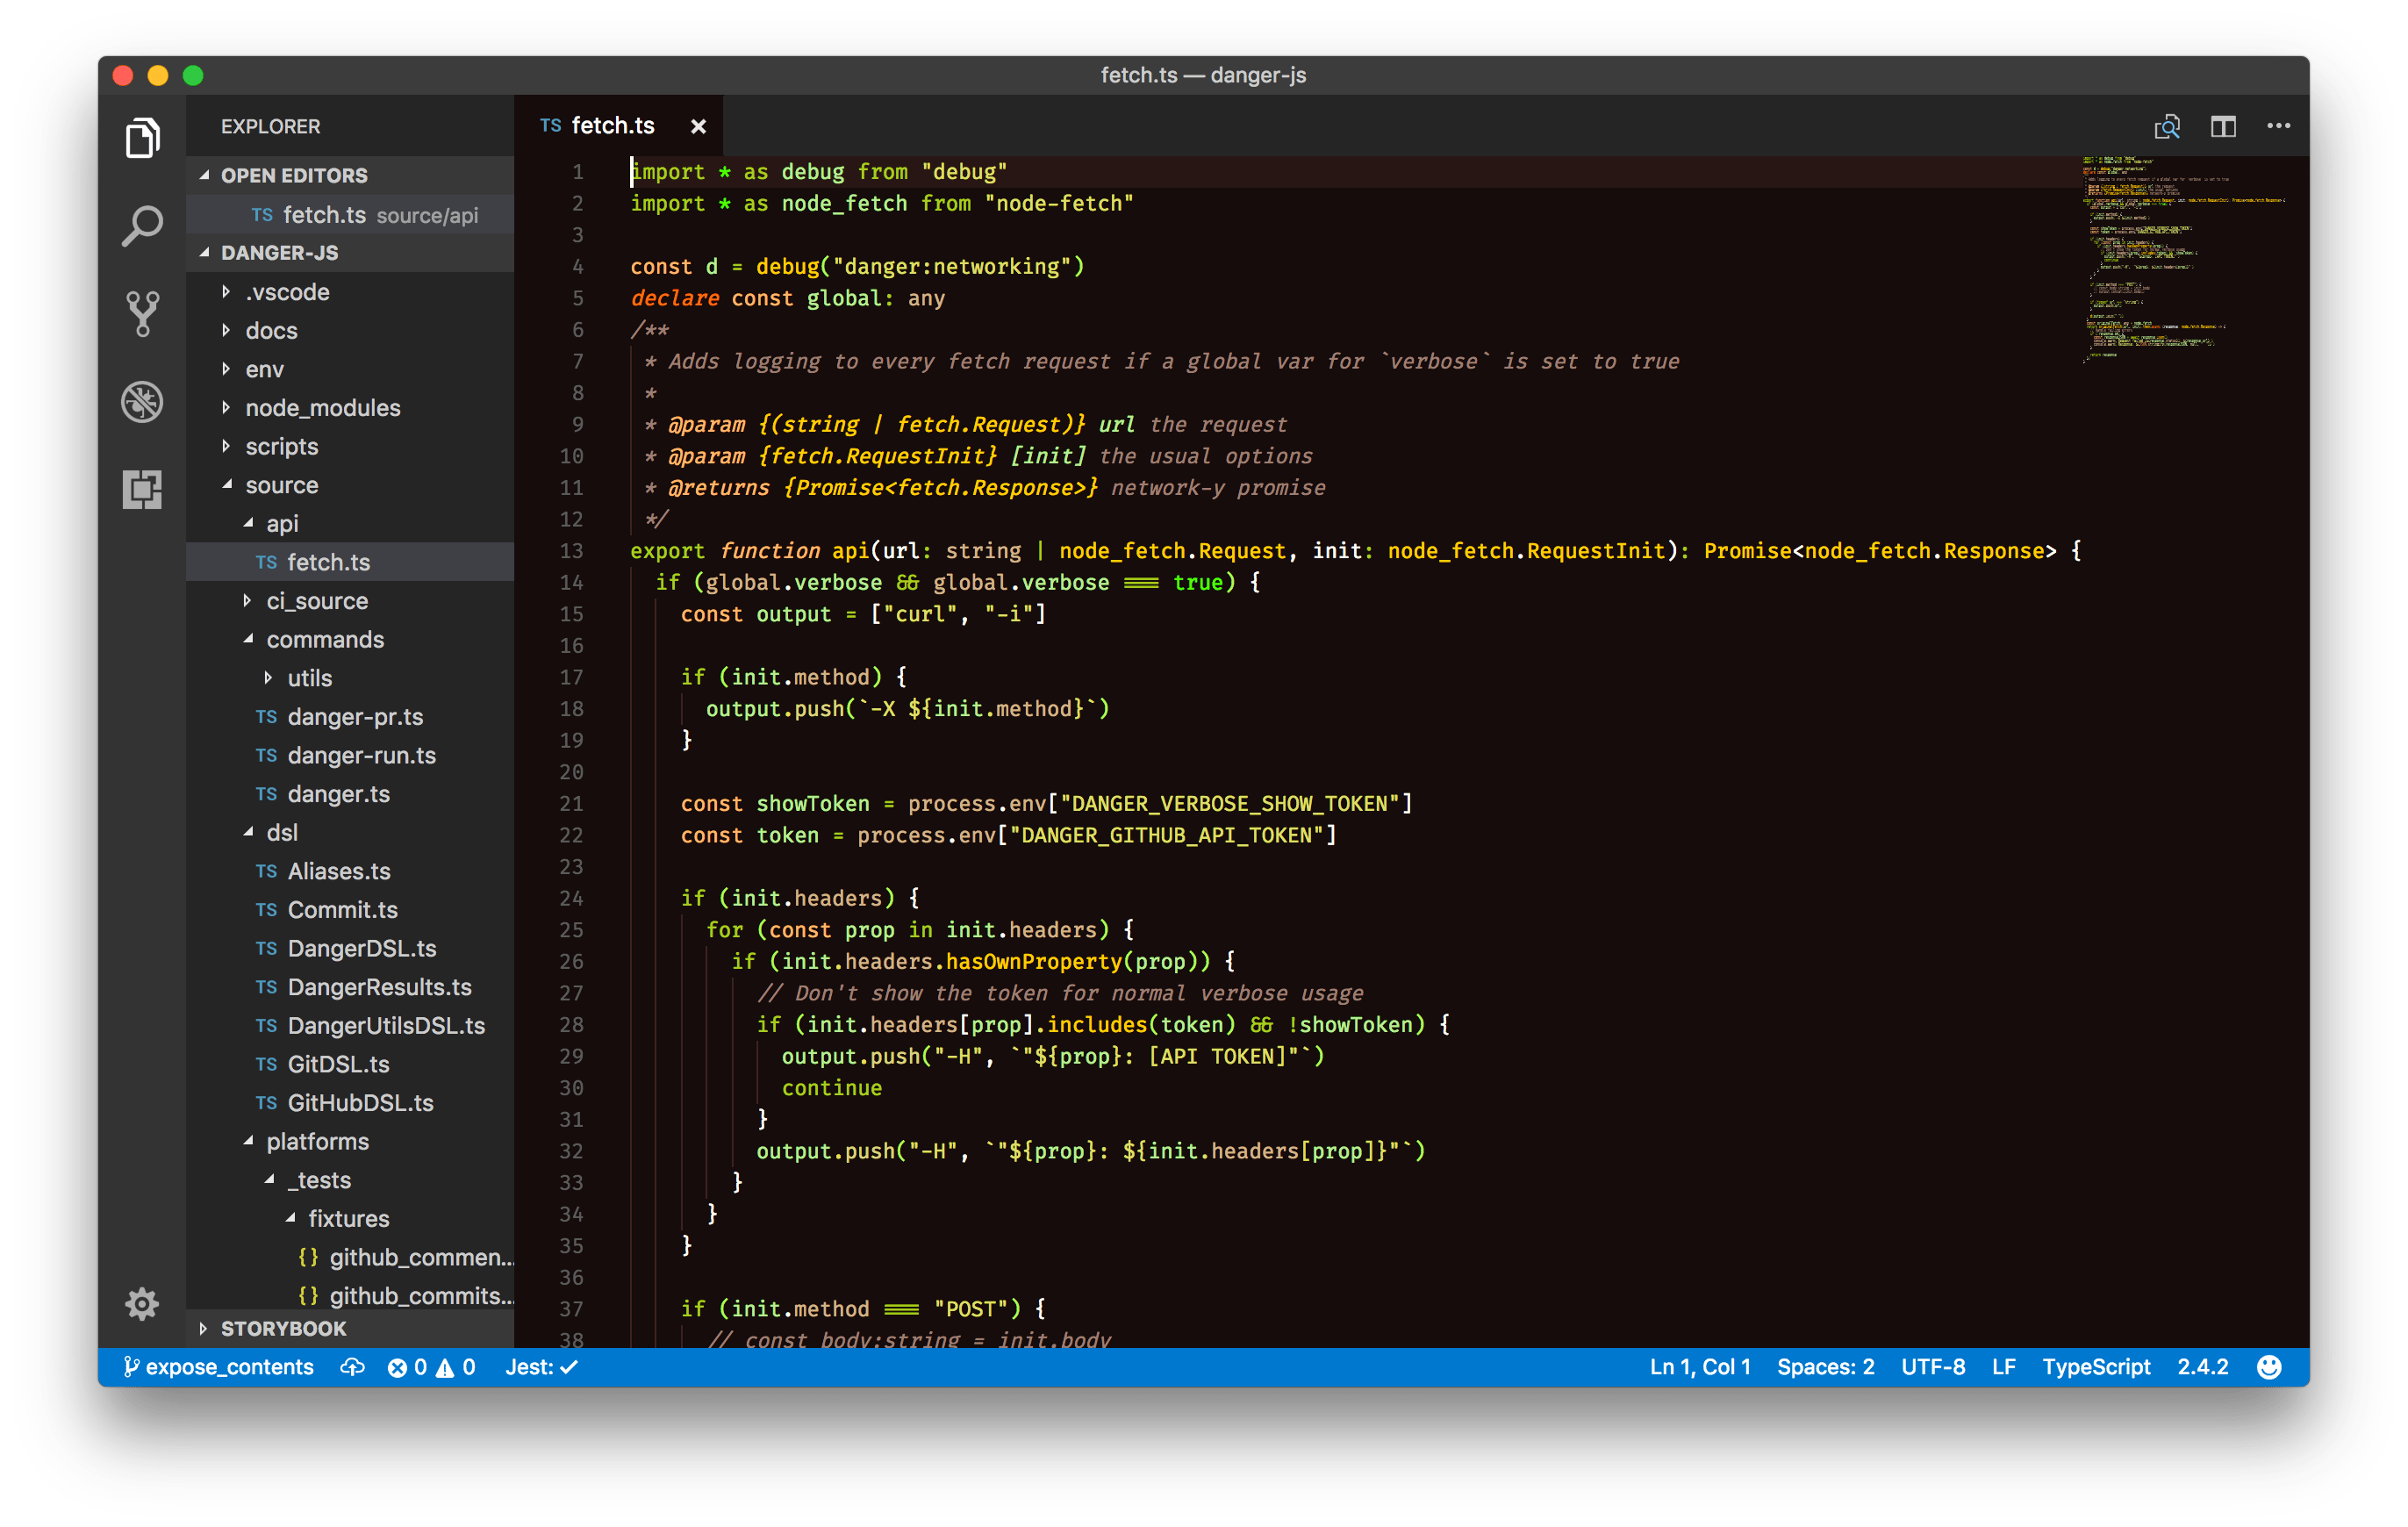 fetch.ts — danger-js
EXPLORER
OPEN EDITORS
TS fetch.ts source/api
DANGER-JS
.vscode
docs
env
node_modules
scripts
source
api
TS fetch.ts
ci_source
commands
utils
TS danger-pr.ts
TS danger-run.ts
TS danger.ts
dsl
TS Aliases.ts
TS Commit.ts
TS DangerDSL.ts
TS DangerResults.ts
TS DangerUtilsDSL.ts
TS GitDSL.ts
TS GitHubDSL.ts
platforms
_tests
fixtures
{} github_commen...
{} github_commits...
STORYBOOK
TS fetch.ts
1 import * as debug from "debug"
2 import * as node_fetch from "node-fetch"
3
4 const d = debug("danger:networking")
5 declare const global: any
6 /**
7 * Adds logging to every fetch request if a global var for `verbose` is set to true
8 *
9 * @param {(string | fetch.Request)} url the request
10 * @param {fetch.RequestInit} [init] the usual options
11 * @returns {Promise<fetch.Response>} network-y promise
12 */
13 export function api(url: string | node_fetch.Request, init: node_fetch.RequestInit): Promise<node_fetch.Response> {
14 if (global.verbose && global.verbose === true) {
15 const output = ["curl", "-i"]
16
17 if (init.method) {
18 output.push(`-X ${init.method}`)
19 }
20
21 const showToken = process.env["DANGER_VERBOSE_SHOW_TOKEN"]
22 const token = process.env["DANGER_GITHUB_API_TOKEN"]
23
24 if (init.headers) {
25 for (const prop in init.headers) {
26 if (init.headers.hasOwnProperty(prop)) {
27 // Don't show the token for normal verbose usage
28 if (init.headers[prop].includes(token) && !showToken) {
29 output.push("-H", `"${prop}: [API TOKEN]"`)
30 continue
31 }
32 output.push("-H", `"${prop}: ${init.headers[prop]}"`)
33 }
34 }
35 }
36
37 if (init.method === "POST") {
38 // const body:string = init.body
expose_contents 0 0 Jest: ✓ Ln 1, Col 1 Spaces: 2 UTF-8 LF TypeScript 2.4.2